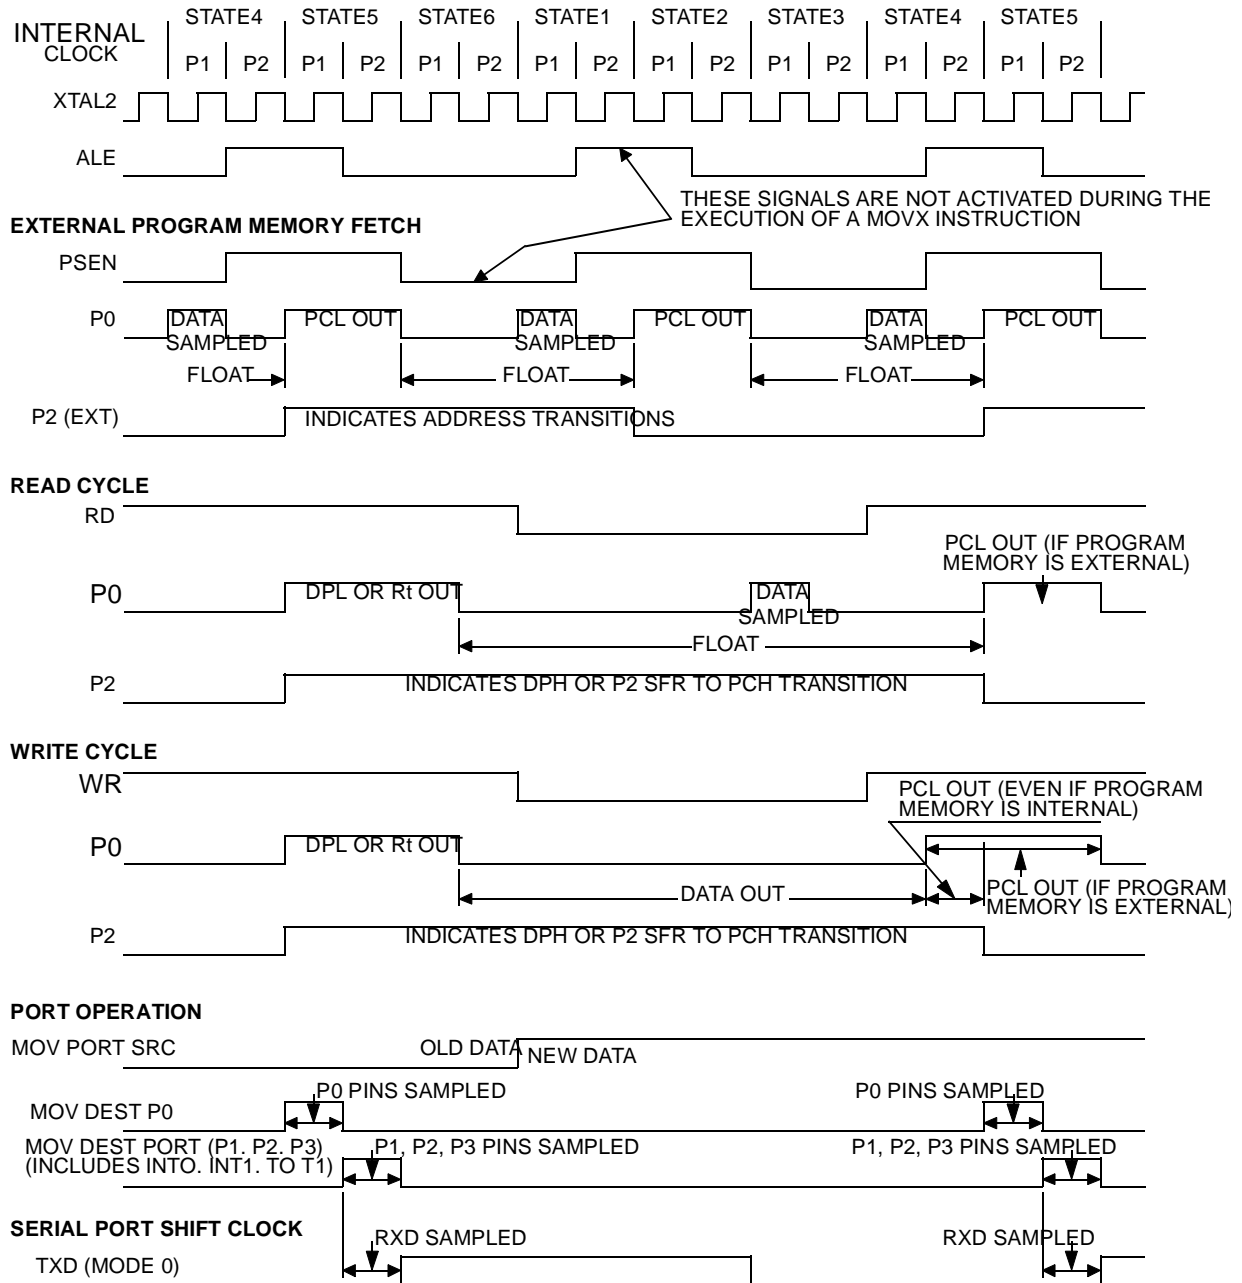 INTERNAL
CLOCK
STATE4 STATE5 STATE6 STATE1 STATE2 STATE3 STATE4 STATE5
P1 P2 P1 P2 P1 P2 P1 P2 P1 P2 P1 P2 P1 P2 P1 P2
XTAL2
ALE
THESE SIGNALS ARE NOT ACTIVATED DURING THE
EXECUTION OF A MOVX INSTRUCTION
EXTERNAL PROGRAM MEMORY FETCH
PSEN
P0 DATA PCL OUT DATA PCL OUT DATA PCL OUT
SAMPLED SAMPLED SAMPLED
FLOAT FLOAT FLOAT
P2 (EXT) INDICATES ADDRESS TRANSITIONS
READ CYCLE
RD
PCL OUT (IF PROGRAM
MEMORY IS EXTERNAL)
P0 DPL OR Rt OUT DATA
SAMPLED
FLOAT
P2 INDICATES DPH OR P2 SFR TO PCH TRANSITION
WRITE CYCLE
WR
PCL OUT (EVEN IF PROGRAM
MEMORY IS INTERNAL)
P0 DPL OR Rt OUT
DATA OUT
PCL OUT (IF PROGRAM
MEMORY IS EXTERNAL)
P2 INDICATES DPH OR P2 SFR TO PCH TRANSITION
PORT OPERATION
MOV PORT SRC OLD DATA NEW DATA
P0 PINS SAMPLED P0 PINS SAMPLED
MOV DEST P0
MOV DEST PORT (P1. P2. P3) P1, P2, P3 PINS SAMPLED P1, P2, P3 PINS SAMPLED
(INCLUDES INTO. INT1. TO T1)
SERIAL PORT SHIFT CLOCK
RXD SAMPLED RXD SAMPLED
TXD (MODE 0)